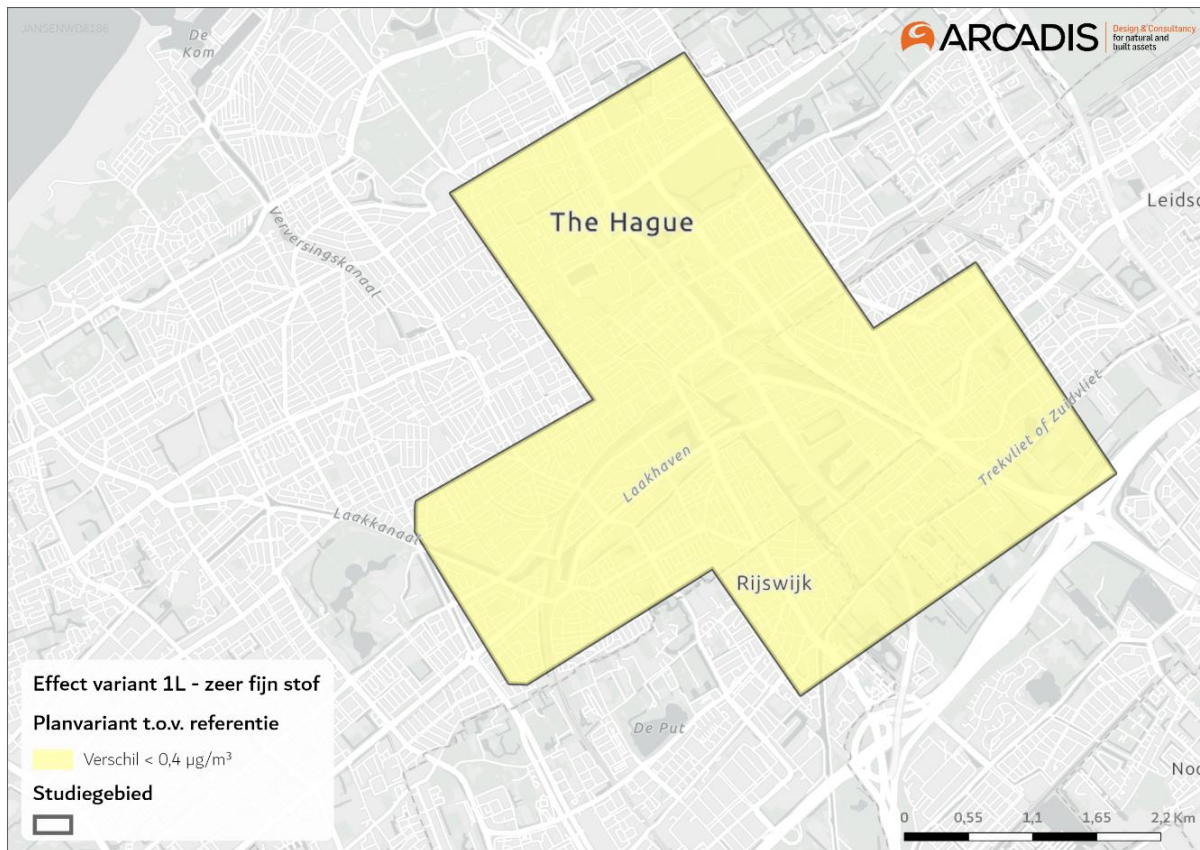 JANSENWD8186
De
Kom
ARCADIS
Design & Consultancy
for natural and
built assets
Leidsc
The Hague
Verversingskanaal
Trekvliet of Zuidvliet
Laakhaven
Laakkanaal
Rijswijk
De Put
Noo
Effect variant 1L - zeer fijn stof
Planvariant t.o.v. referentie
Verschil < 0,4 µg/m³
Studiegebied
0 0,55 1,1 1,65 2,2 Km